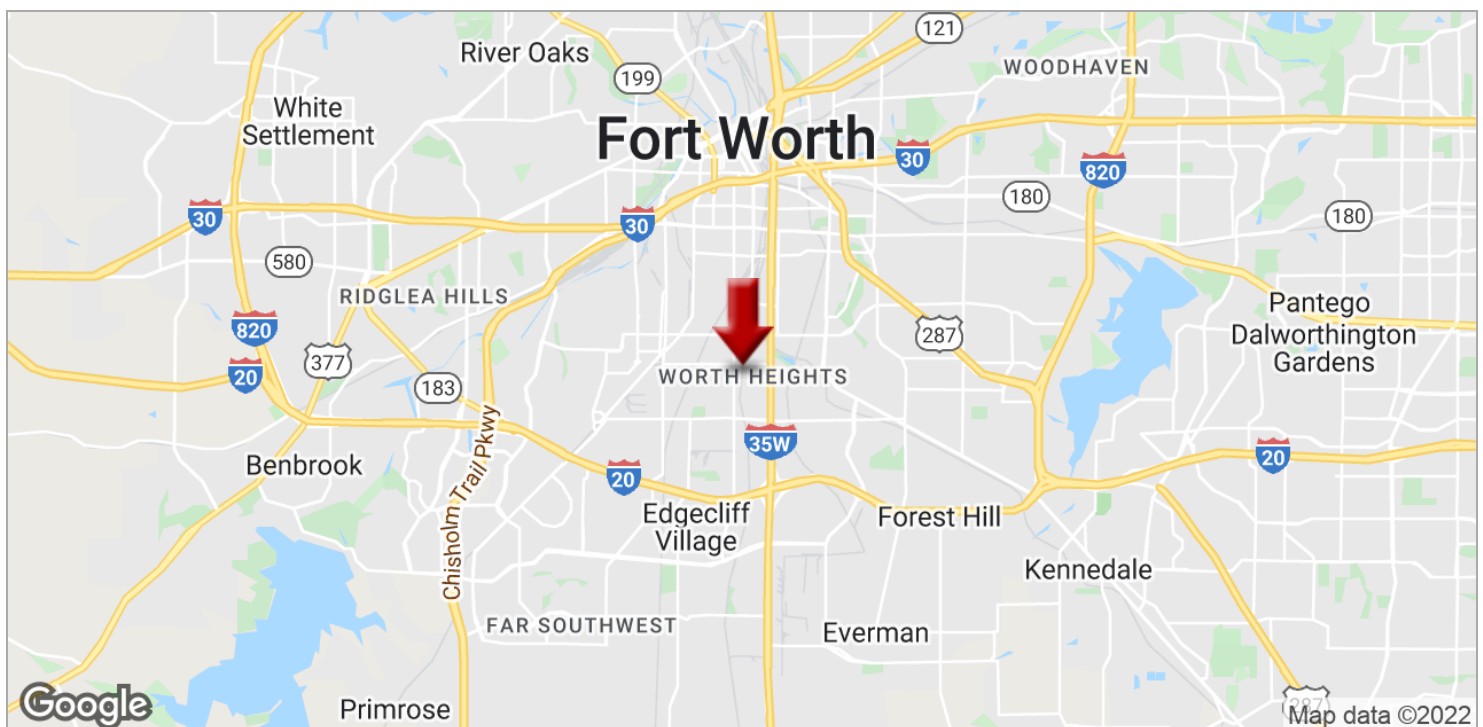 121
River Oaks
WOODHAVEN
199
White
Settlement
Fort Worth
30
820
180
180
30
30
580
RIDGLEA HILLS
Pantego
820
287
Dalworthington
Gardens
377
20
183
WORTH HEIGHTS
35W
Chisholm Trail Pkwy
Benbrook
20
20
Edgecliff
Village
Forest Hill
Kennedale
FAR SOUTHWEST
Everman
Primrose
Google
287
Map data ©2022